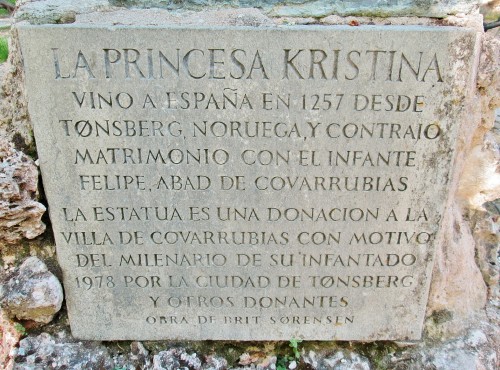 LA PRINCESA KRISTINA
VINO A ESPAÑA EN 1257 DESDE
TØNSBERG, NORUEGA, Y CONTRAJO
MATRIMONIO CON EL INFANTE
FELIPE, ABAD DE COVARRUBIAS
LA ESTATUA ES UNA DONACION A LA
VILLA DE COVARRUBIAS CON MOTIVO
DEL MILENARIO DE SU INFANTADO
1978 POR LA CIUDAD DE TØNSBERG
Y OTROS DONANTES
OBRA DE BRIT SØRENSEN